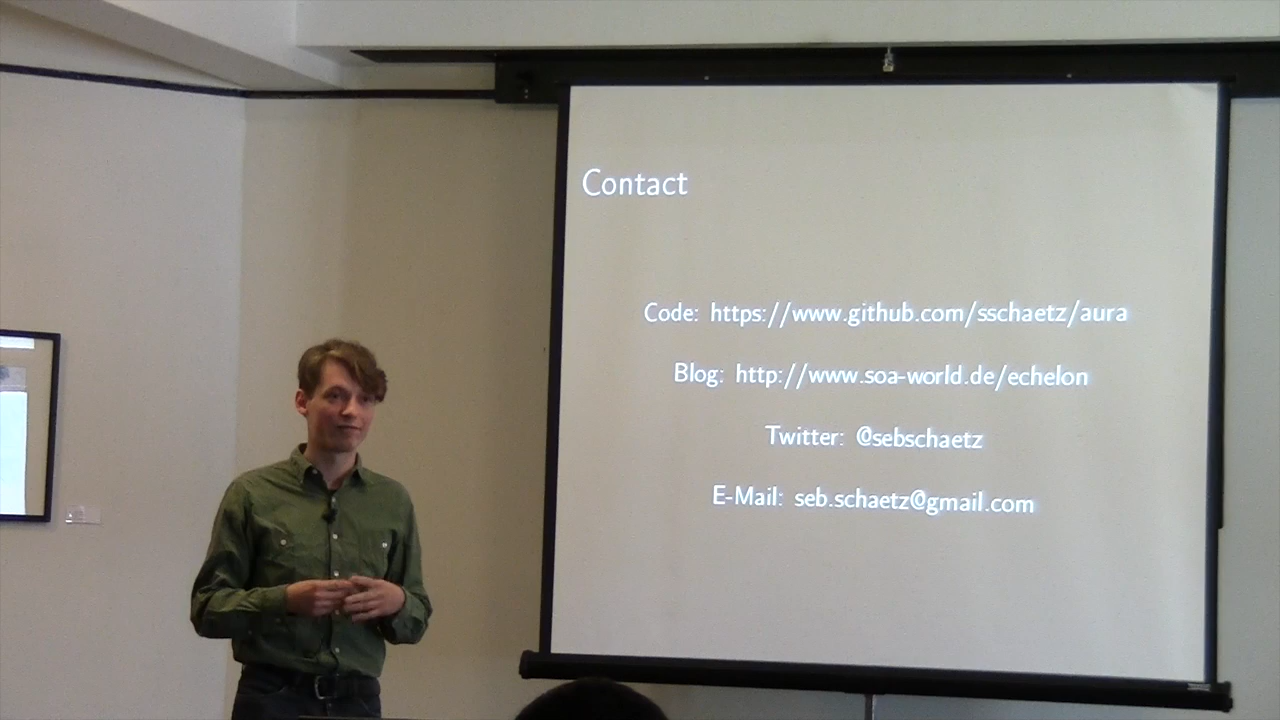 Contact
Code: https://www.github.com/sschaetz/aura
Blog: http://www.soa-world.de/echelon
Twitter: @sebschaetz
E-Mail: seb.schaetz@gmail.com